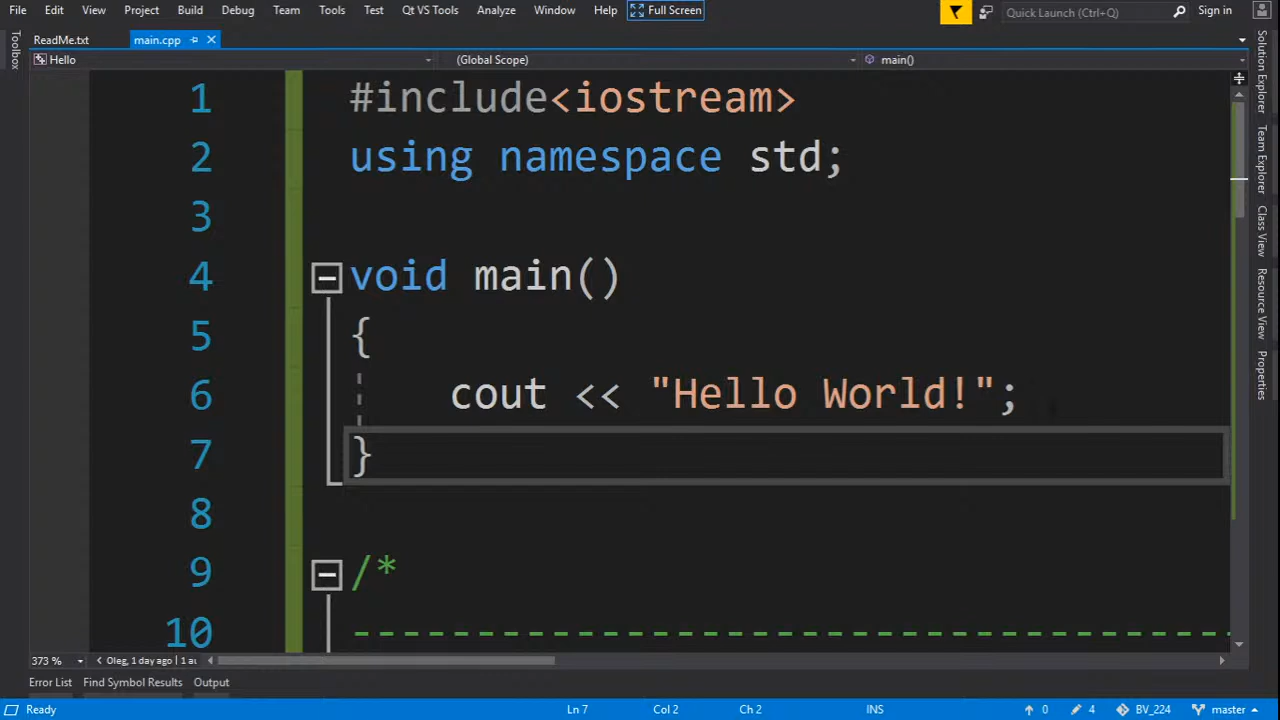 File Edit View Project Build Debug Team Tools Test Qt VS Tools Analyze Window Help Full Screen Quick Launch (Ctrl+Q) Sign in
ReadMe.txt main.cpp
Hello (Global Scope) main()
Toolbox
1 #include<iostream>
2 using namespace std;
3
4 void main()
5 {
6 cout << "Hello World!";
7 }
8
9 /*
10 -----------------------------------
Solution Explorer
Team Explorer
Class View
Resource View
Properties
373 % Oleg, 1 day ago | 1 au
Error List Find Symbol Results Output
Ready Ln 7 Col 2 Ch 2 INS 0 4 BV_224 master